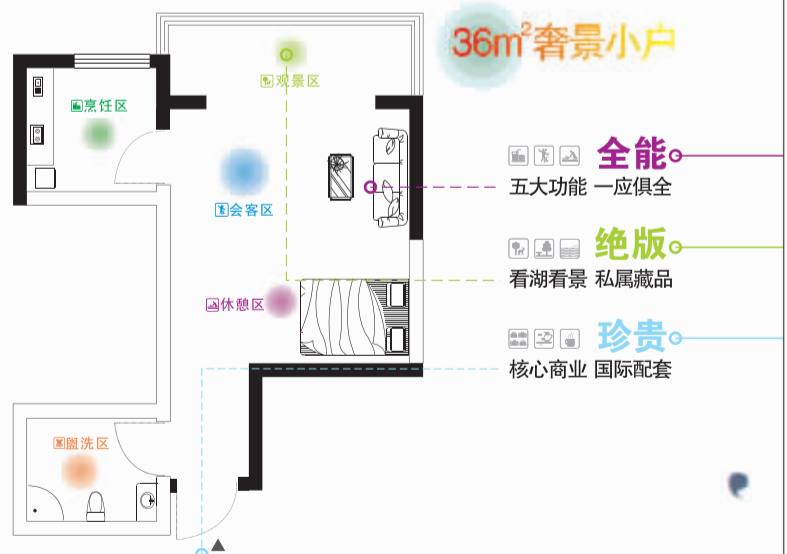 36m²奢景小户
观景区
烹饪区
会客区
休憩区
盥洗区
全能
五大功能 一应俱全
绝版
看湖看景 私属藏品
珍贵
核心商业 国际配套